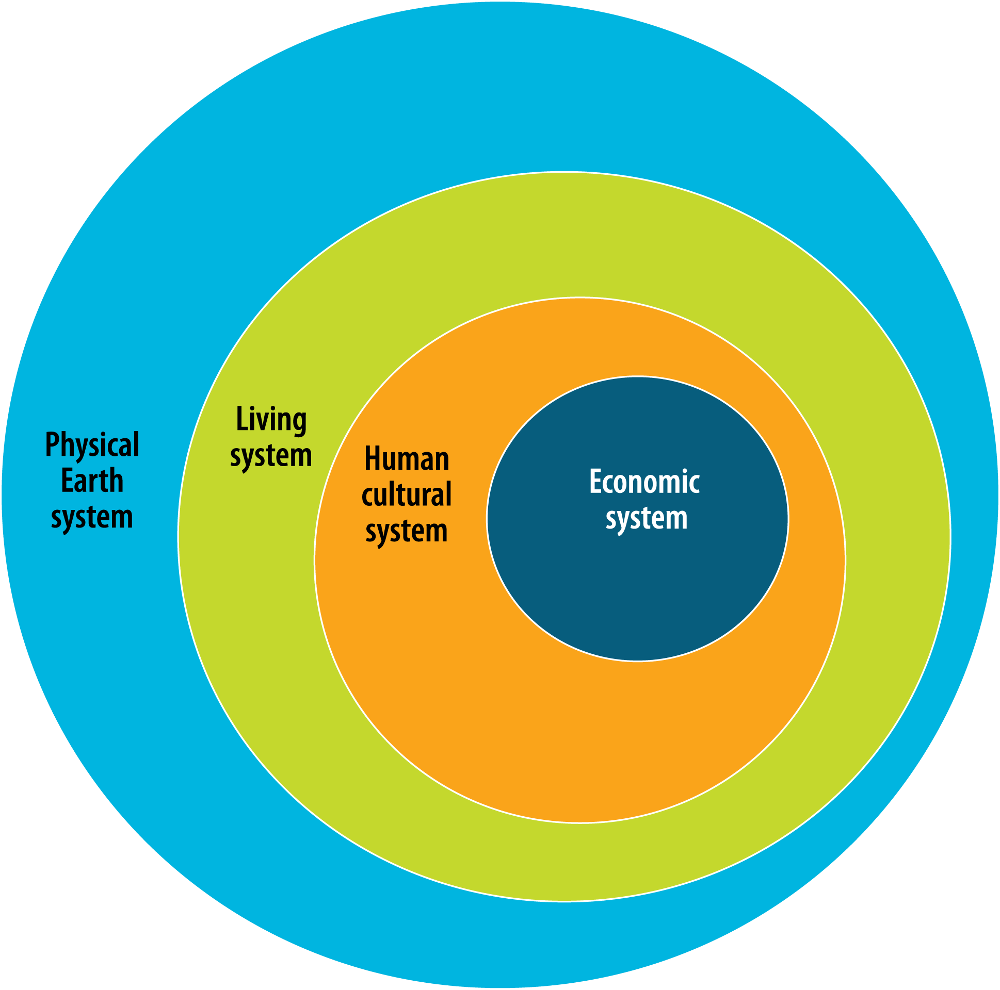 Physical
Earth
system
Living
system
Human
cultural
system
Economic
system